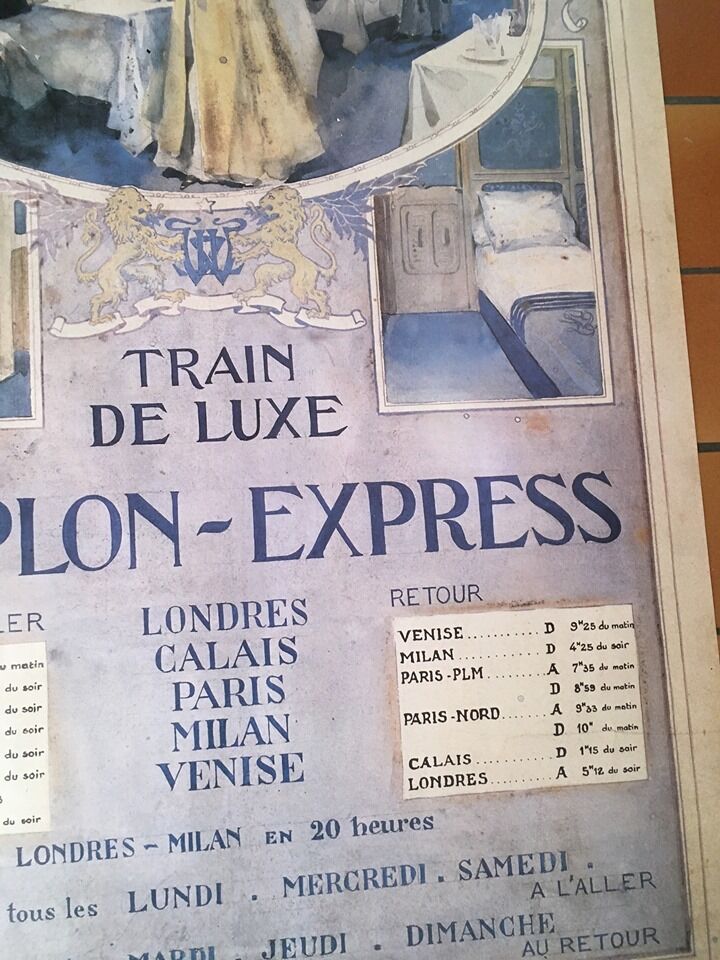 TRAIN
DE LUXE
PLON-EXPRESS
LER
matin
du soir
du soir
du soir
du soir
du soir
du soir
LONDRES
CALAIS
PARIS
MILAN
VENISE
RETOUR
VENISE........... D 9H25 du matin
MILAN............. D 4H25 du soir
PARIS-PLM........ A 7H35 du matin
D 8H59 du matin
PARIS-NORD....... A 9H33 du matin
D 10H du matin
CALAIS............ D 1H15 du soir
LONDRES.......... A 5H12 du soir
LONDRES-MILAN EN 20 heures
tous les LUNDI . MERCREDI . SAMEDI .
A L'ALLER
MARDI . JEUDI . DIMANCHE
AU RETOUR